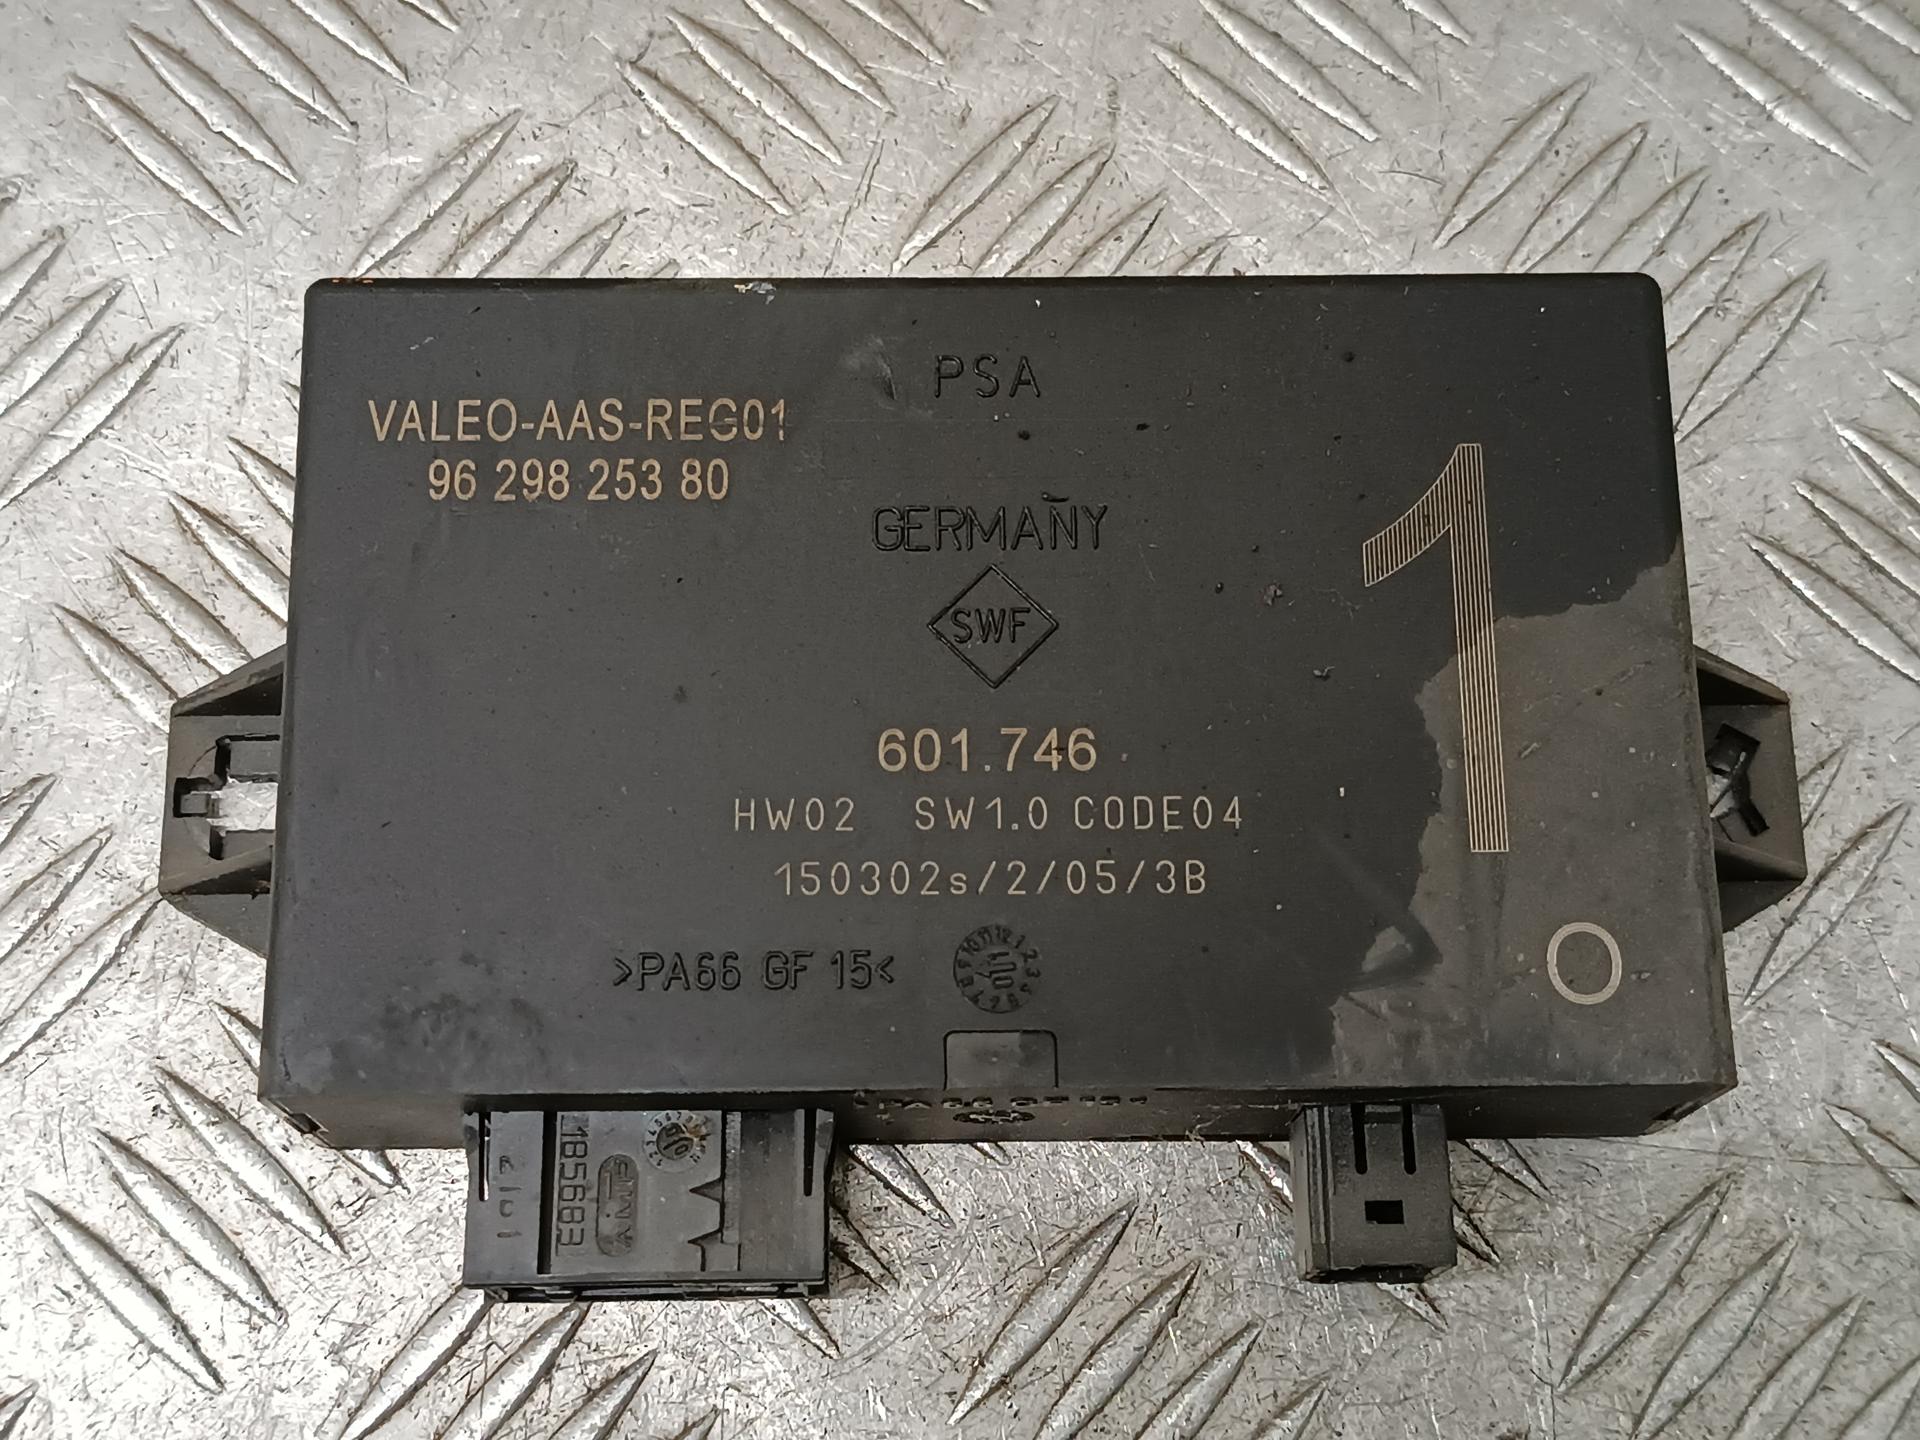 PSA
VALEO-AAS-REG01
96 298 253 80
GERMANY
SWF
1
601.746
HW02 SW1.0 CODE04
150302s/2/05/3B
>PA66 GF 15<
O
AMP